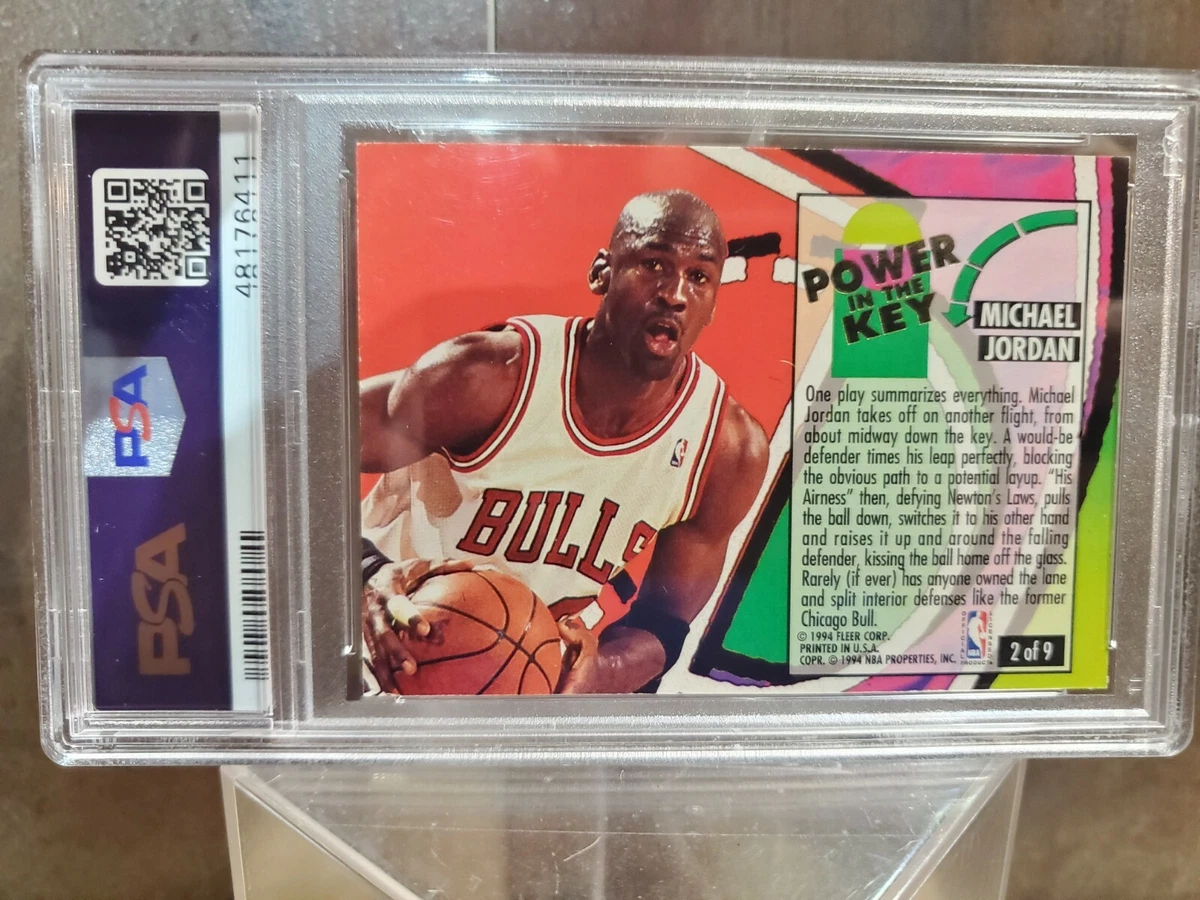 48176411
PSA
PSA
BULLS
POWER
IN THE
KEY
MICHAEL
JORDAN
One play summarizes everything. Michael
Jordan takes off on another flight, from
about midway down the key. A would-be
defender times his leap perfectly, blocking
the obvious path to a potential layup. "His
Airness" then, defying Newton's Laws, pulls
the ball down, switches it to his other hand
and raises it up and around the falling
defender, kissing the ball home off the glass.
Rarely (if ever) has anyone owned the lane
and split interior defenses like the former
Chicago Bull.
© 1994 FLEER CORP.
PRINTED IN U.S.A.
COPR. © 1994 NBA PROPERTIES, INC.
NBA
2 of 9